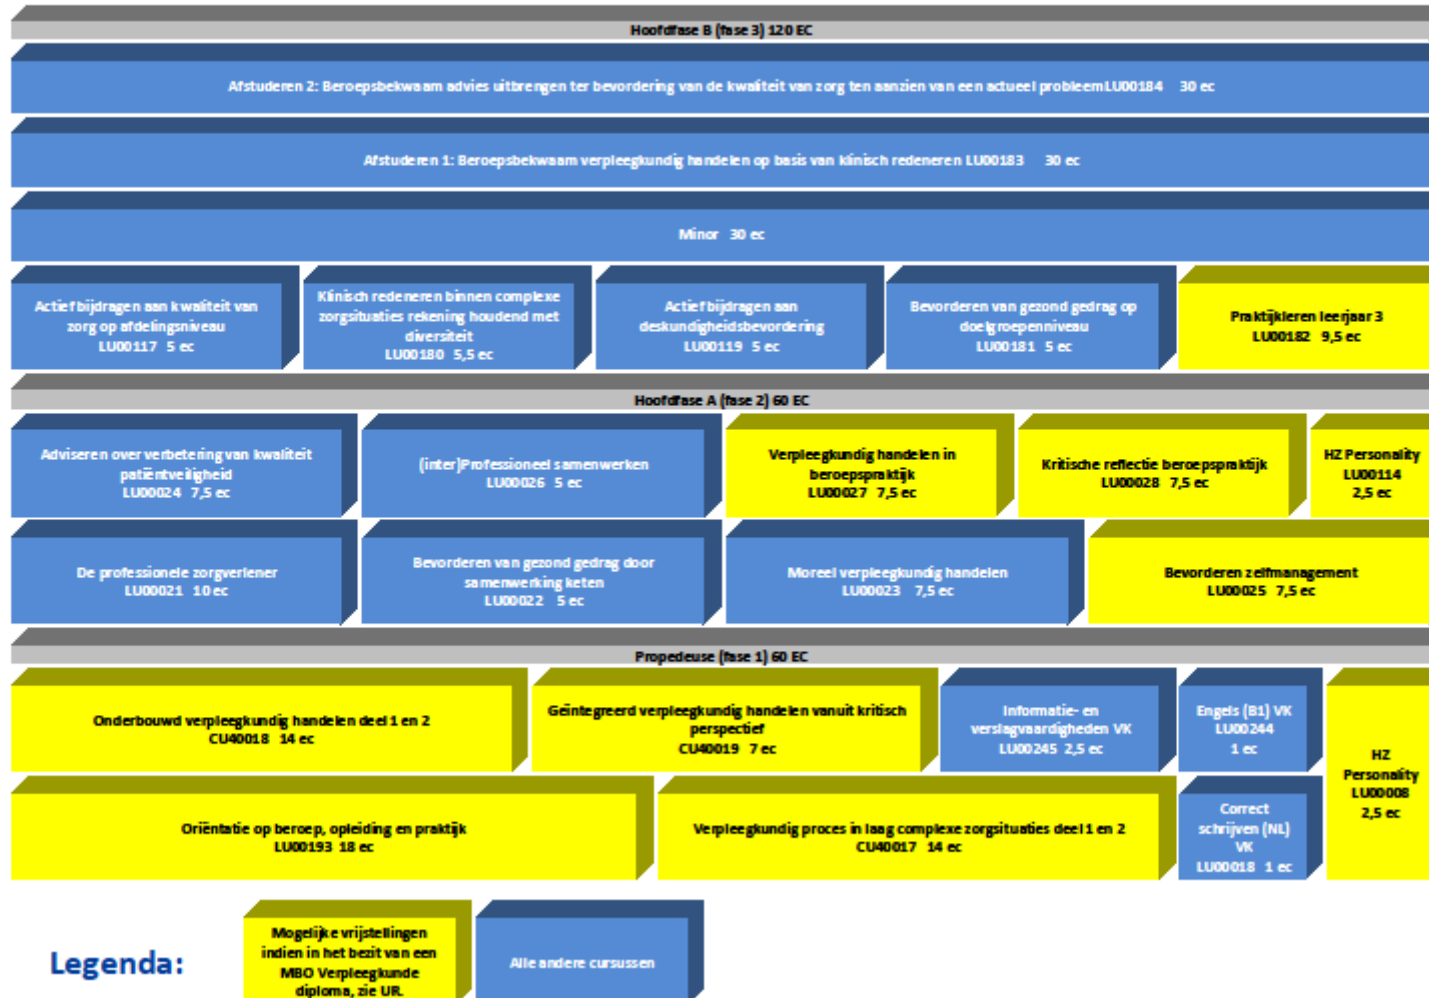 Hoofdfase B (fase 3) 120 EC
Afstuderen 2: Beroepsbekwaam advies uitbrengen ter bevordering van de kwaliteit van zorg ten aanzien van een actueel probleemLU00184 30 ec
Afstuderen 1: Beroepsbekwaam verpleegkundig handelen op basis van klinisch redeneren LU00183 30 ec
Minor 30 ec
Actief bijdragen aan kwaliteit van
zorg op afdelingsniveau
LU00117 5 ec
Klinisch redeneren binnen complexe
zorgsituaties rekening houdend met
diversiteit
LU00180 5,5 ec
Actief bijdragen aan
deskundigheidsbevordering
LU00119 5 ec
Bevorderen van gezond gedrag op
doelgroepenniveau
LU00181 5 ec
Praktijkleren leerjaar 3
LU00182 9,5 ec
Hoofdfase A (fase 2) 60 EC
Adviseren over verbetering van kwaliteit
patiëntveiligheid
LU00024 7,5 ec
(inter)Professioneel samenwerken
LU00026 5 ec
Verpleegkundig handelen in
beroepspraktijk
LU00027 7,5 ec
Kritische reflectie beroepspraktijk
LU00028 7,5 ec
HZ Personality
LU00114
2,5 ec
De professionele zorgverlener
LU00021 10 ec
Bevorderen van gezond gedrag door
samenwerking keten
LU00022 5 ec
Moreel verpleegkundig handelen
LU00023 7,5 ec
Bevorderen zelfmanagement
LU00025 7,5 ec
Propedeuse (fase 1) 60 EC
Onderbouwd verpleegkundig handelen deel 1 en 2
CU40018 14 ec
Geïntegreerd verpleegkundig handelen vanuit kritisch
perspectief
CU40019 7 ec
Informatie- en
verslagvaardigheden VK
LU00245 2,5 ec
Engels (B1) VK
LU00244
1 ec
HZ
Personality
LU00008
2,5 ec
Oriëntatie op beroep, opleiding en praktijk
LU00193 18 ec
Verpleegkundig proces in laag complexe zorgsituaties deel 1 en 2
CU40017 14 ec
Correct
schrijven (NL)
VK
LU00018 1 ec
Legenda:
Mogelijke vrijstellingen
indien in het bezit van een
MBO Verpleegkunde
diploma, zie UR.
Alle andere cursussen